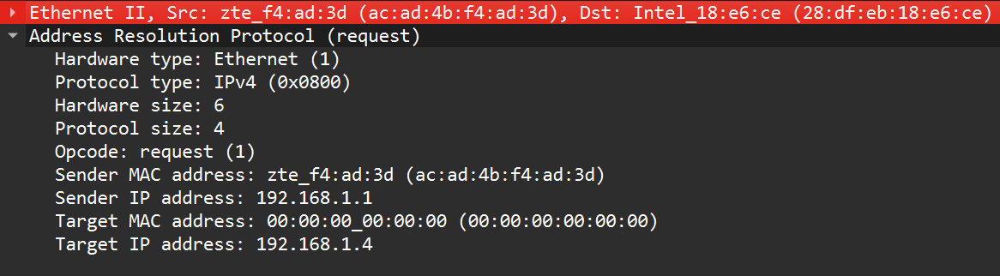 Ethernet II, Src: zte_f4:ad:3d (ac:ad:4b:f4:ad:3d), Dst: Intel_18:e6:ce (28:df:eb:18:e6:ce)
Address Resolution Protocol (request)
Hardware type: Ethernet (1)
Protocol type: IPv4 (0x0800)
Hardware size: 6
Protocol size: 4
Opcode: request (1)
Sender MAC address: zte_f4:ad:3d (ac:ad:4b:f4:ad:3d)
Sender IP address: 192.168.1.1
Target MAC address: 00:00:00_00:00:00 (00:00:00:00:00:00)
Target IP address: 192.168.1.4